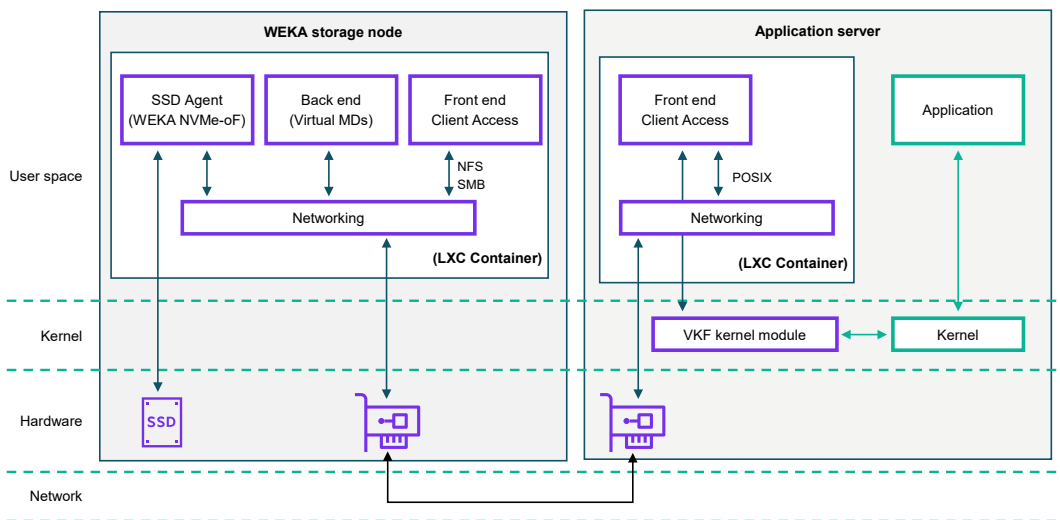 WEKA storage node
Application server
SSD Agent
(WEKA NVMe-oF)
Back end
(Virtual MDs)
Front end
Client Access
Front end
Client Access
Application
User space
NFS
SMB
POSIX
Networking
Networking
(LXC Container)
(LXC Container)
Kernel
VKF kernel module
Kernel
Hardware
SSD
Network